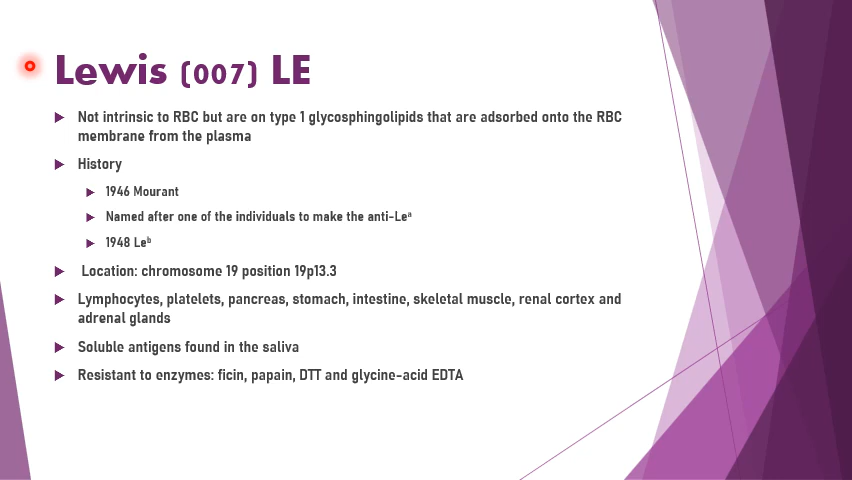 Lewis (007) LE
Not intrinsic to RBC but are on type 1 glycosphingolipids that are adsorbed onto the RBC
membrane from the plasma
History
1946 Mourant
Named after one of the individuals to make the anti-Leᵃ
1948 Leᵇ
Location: chromosome 19 position 19p13.3
Lymphocytes, platelets, pancreas, stomach, intestine, skeletal muscle, renal cortex and
adrenal glands
Soluble antigens found in the saliva
Resistant to enzymes: ficin, papain, DTT and glycine-acid EDTA